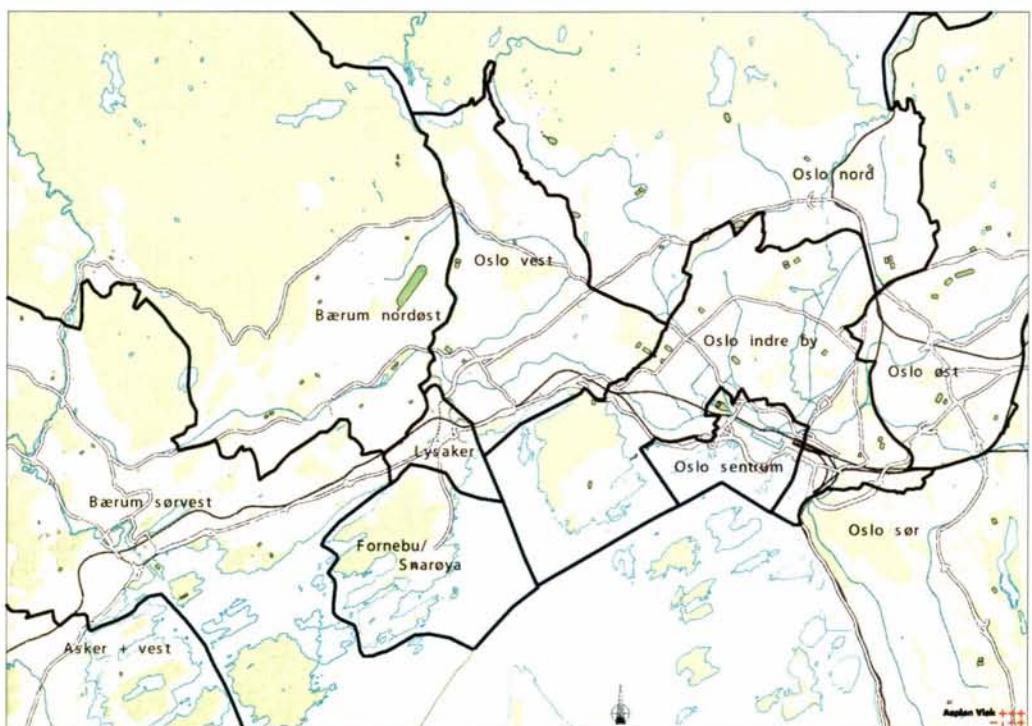 Oslo nord
Oslo vest
Bærum nordøst
Oslo indre by
Oslo øst
Lysaker
Oslo sentrum
Bærum sørvest
Oslo sør
Fornebu/
Snarøya
Asker + vest
Asplan Viak